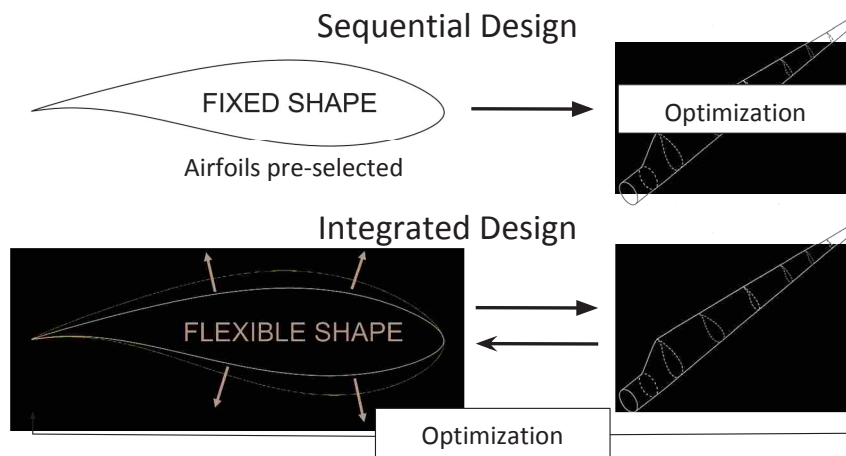 Sequential Design
FIXED SHAPE
Optimization
Airfoils pre-selected
Integrated Design
FLEXIBLE SHAPE
Optimization